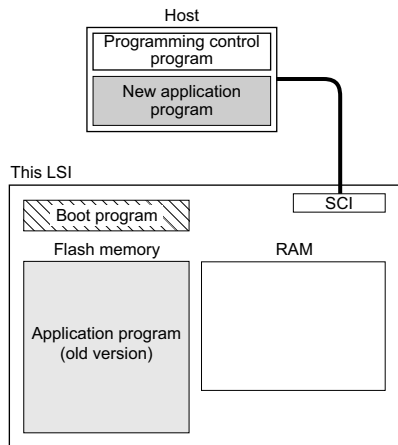 Host
Programming control
program
New application
program
This LSI
SCI
Boot program
Flash memory
RAM
Application program
(old version)